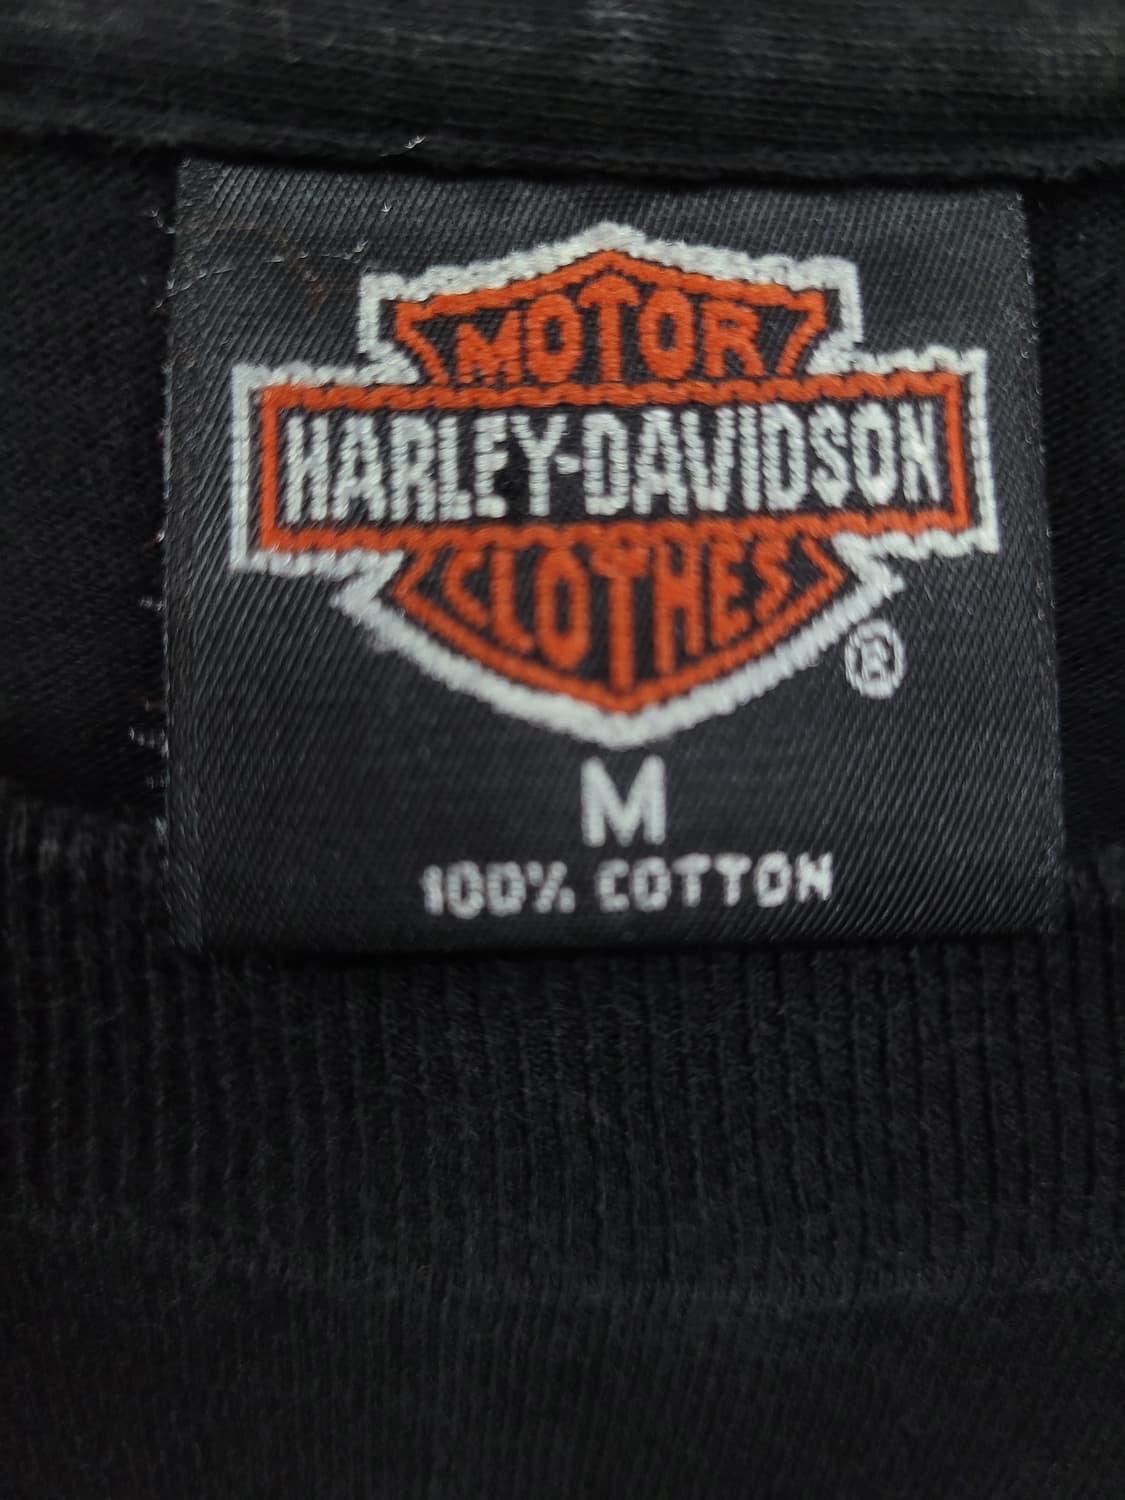 MOTOR
HARLEY-DAVIDSON
CLOTHES
®
M
100% COTTON